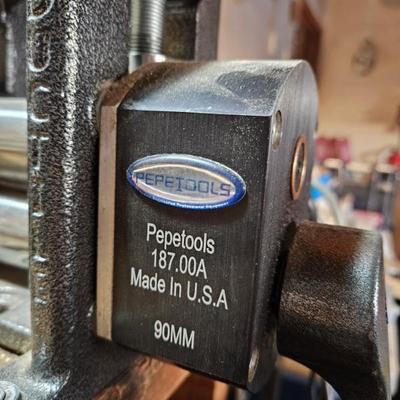 PEPETOOLS
Pepetools
187.00A
Made In U.S.A
90MM